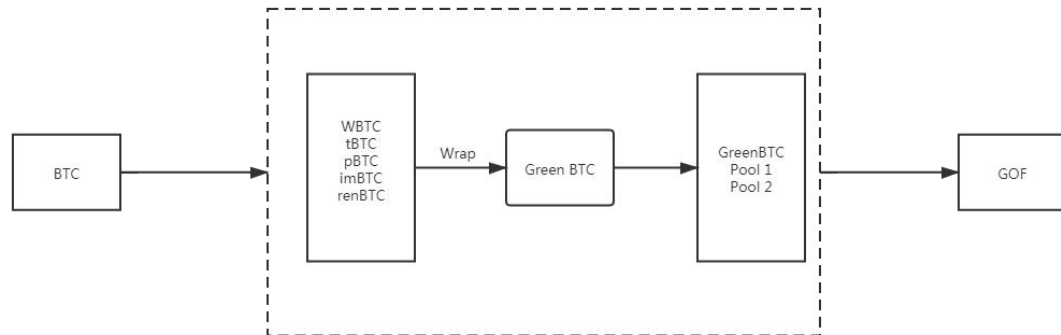 BTC
WBTC
tBTC
pBTC
imBTC
renBTC
Wrap
Green BTC
GreenBTC
Pool 1
Pool 2
GOF